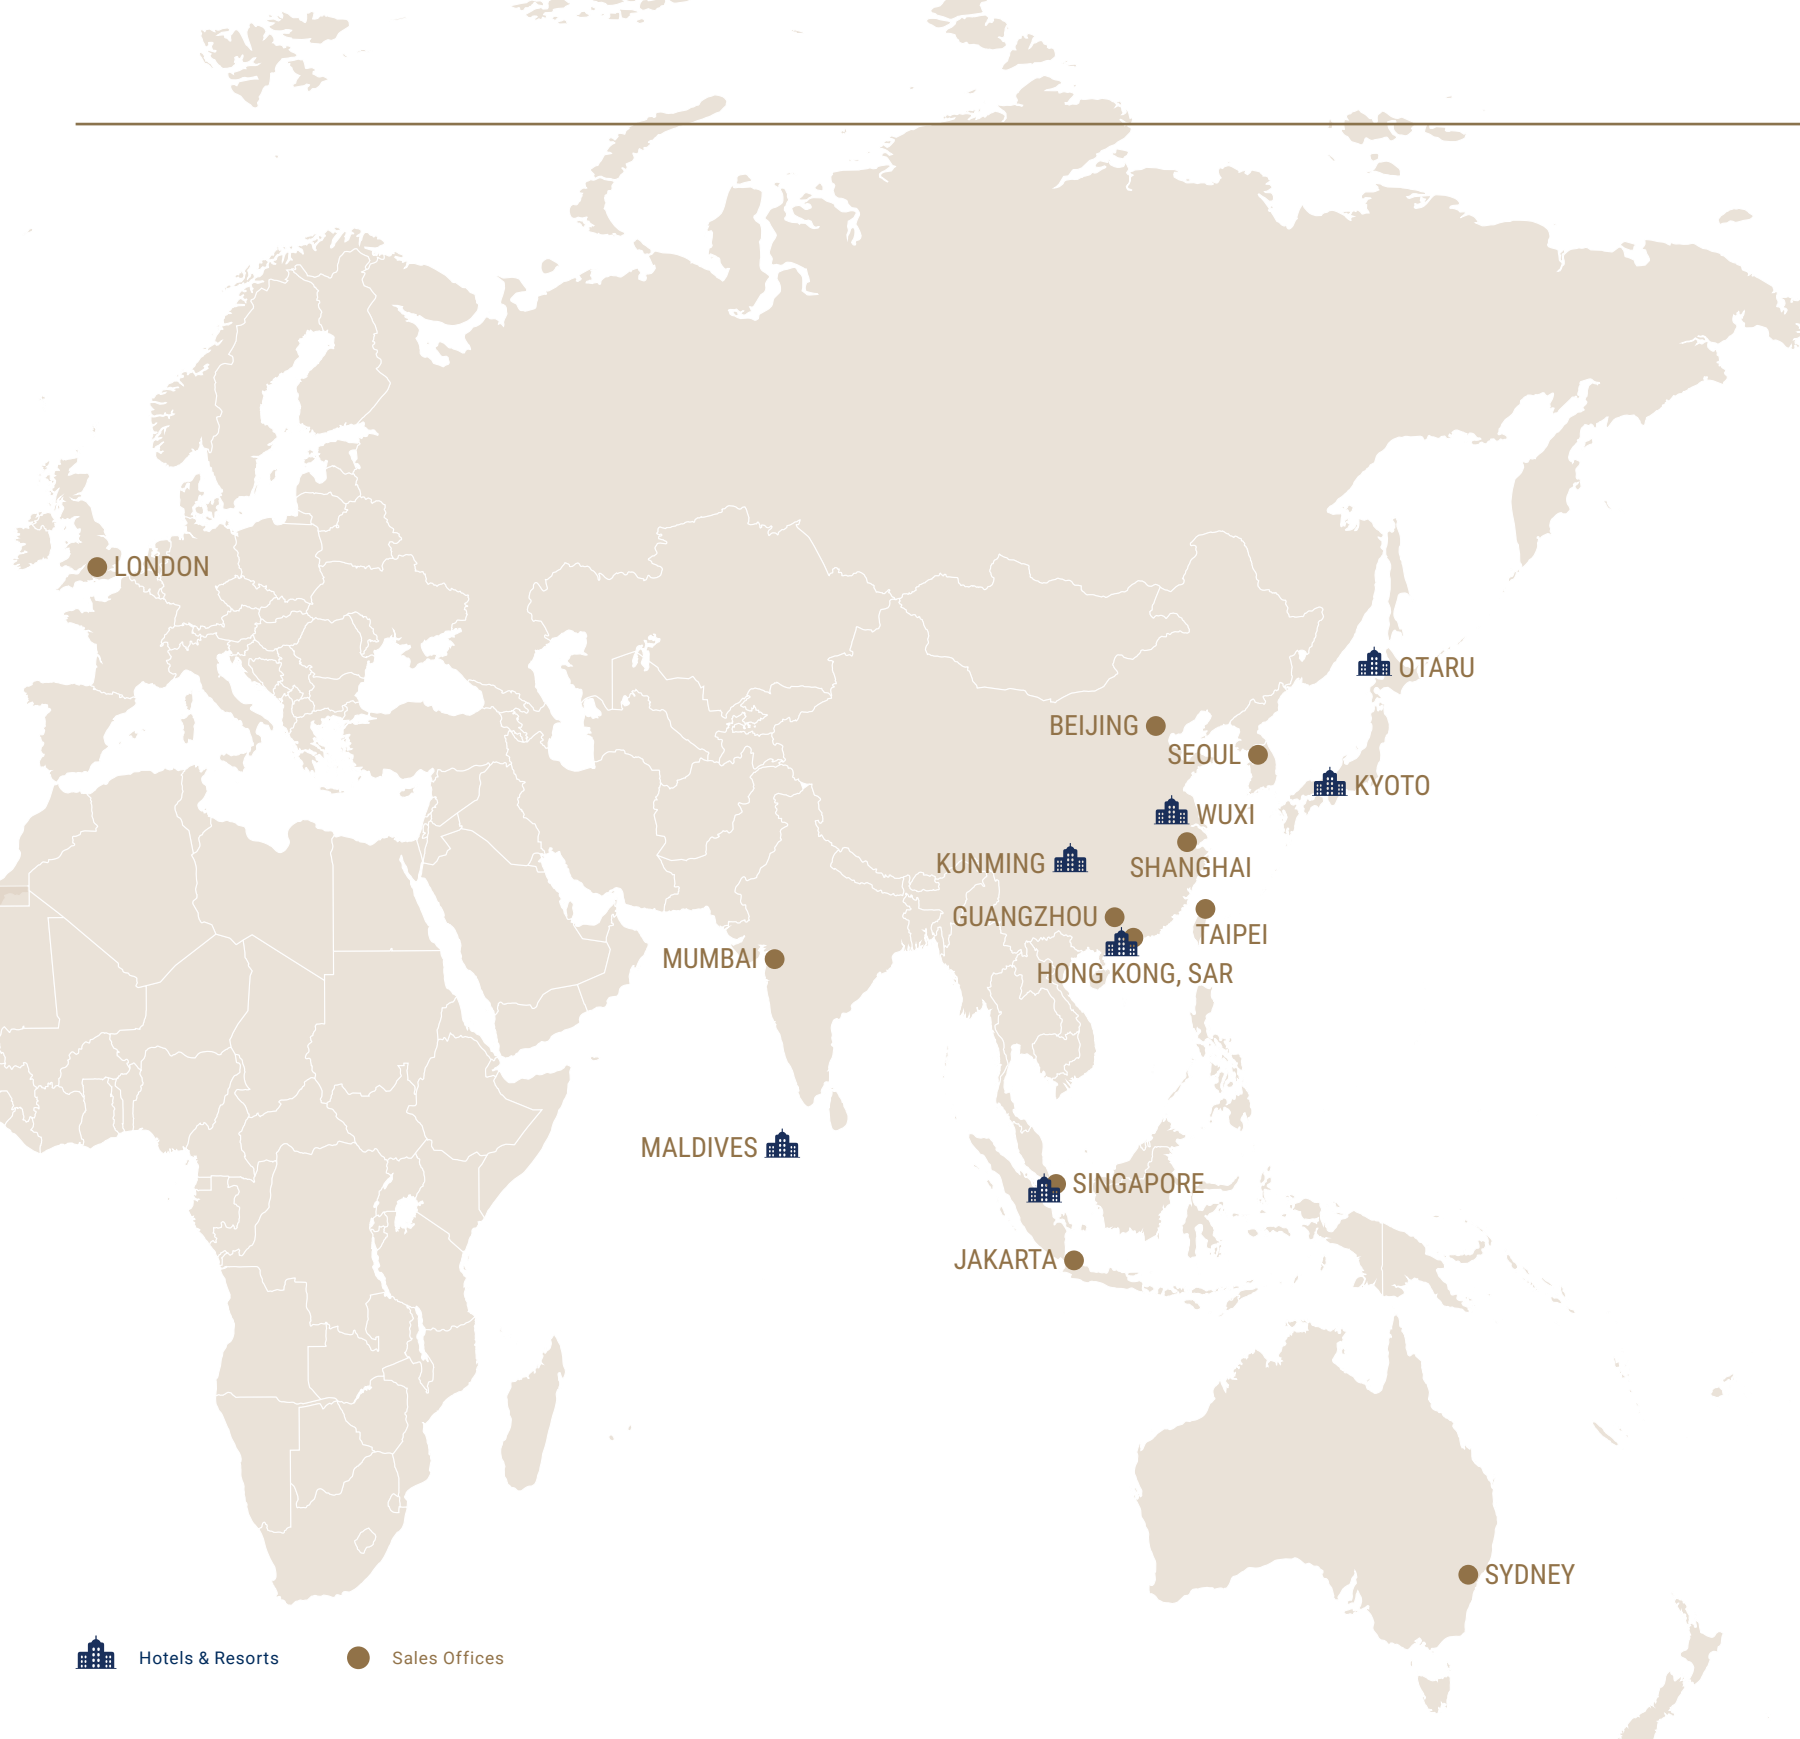 LONDON
OTARU
BEIJING
SEOUL
KYOTO
WUXI
KUNMING
SHANGHAI
GUANGZHOU
TAIPEI
MUMBAI
HONG KONG, SAR
MALDIVES
SINGAPORE
JAKARTA
SYDNEY
Hotels & Resorts
Sales Offices